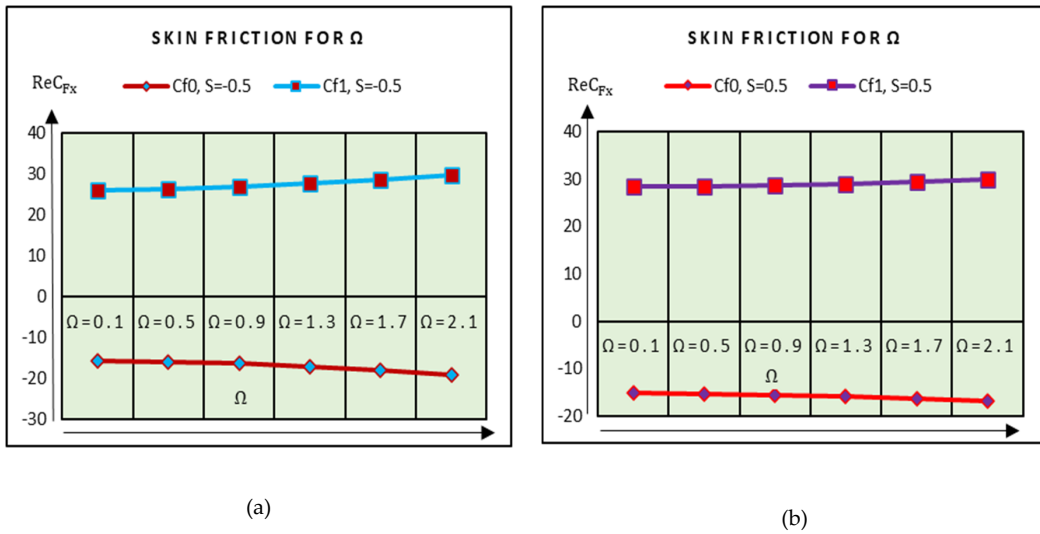 SKIN FRICTION FOR Ω
ReC_Fx
Cf0, S=-0.5
Cf1, S=-0.5
40
30
20
10
0
-10
-20
-30
Ω=0.1 Ω=0.5 Ω=0.9 Ω=1.3 Ω=1.7 Ω=2.1
Ω
(a)
SKIN FRICTION FOR Ω
ReC_Fx
Cf0, S=0.5
Cf1, S=0.5
40
30
20
10
0
-10
-20
Ω=0.1 Ω=0.5 Ω=0.9 Ω=1.3 Ω=1.7 Ω=2.1
Ω
(b)